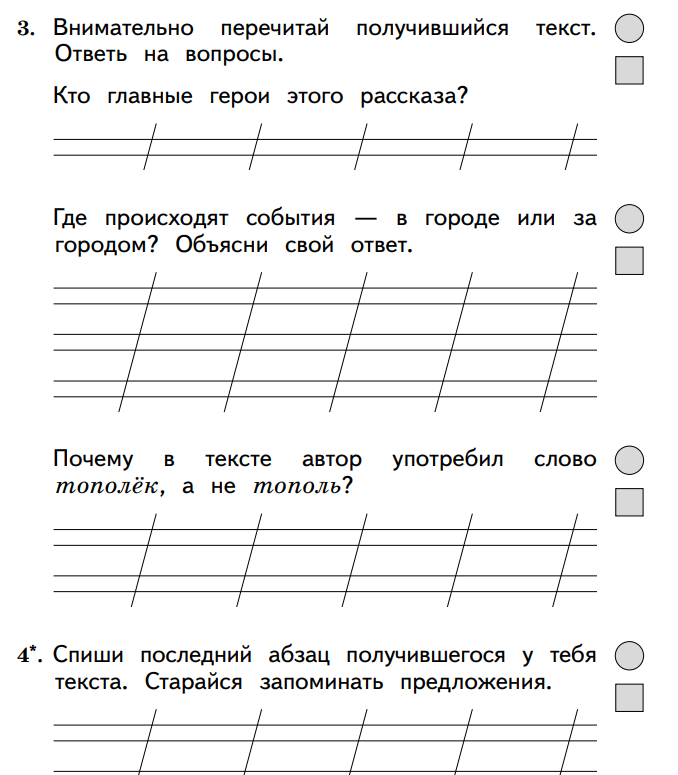 3. Внимательно перечитай получившийся текст.
Ответь на вопросы.
Кто главные герои этого рассказа?
Где происходят события — в городе или за
городом? Объясни свой ответ.
Почему в тексте автор употребил слово
тополёк, а не тополь?
4*. Спиши последний абзац получившегося у тебя
текста. Старайся запоминать предложения.